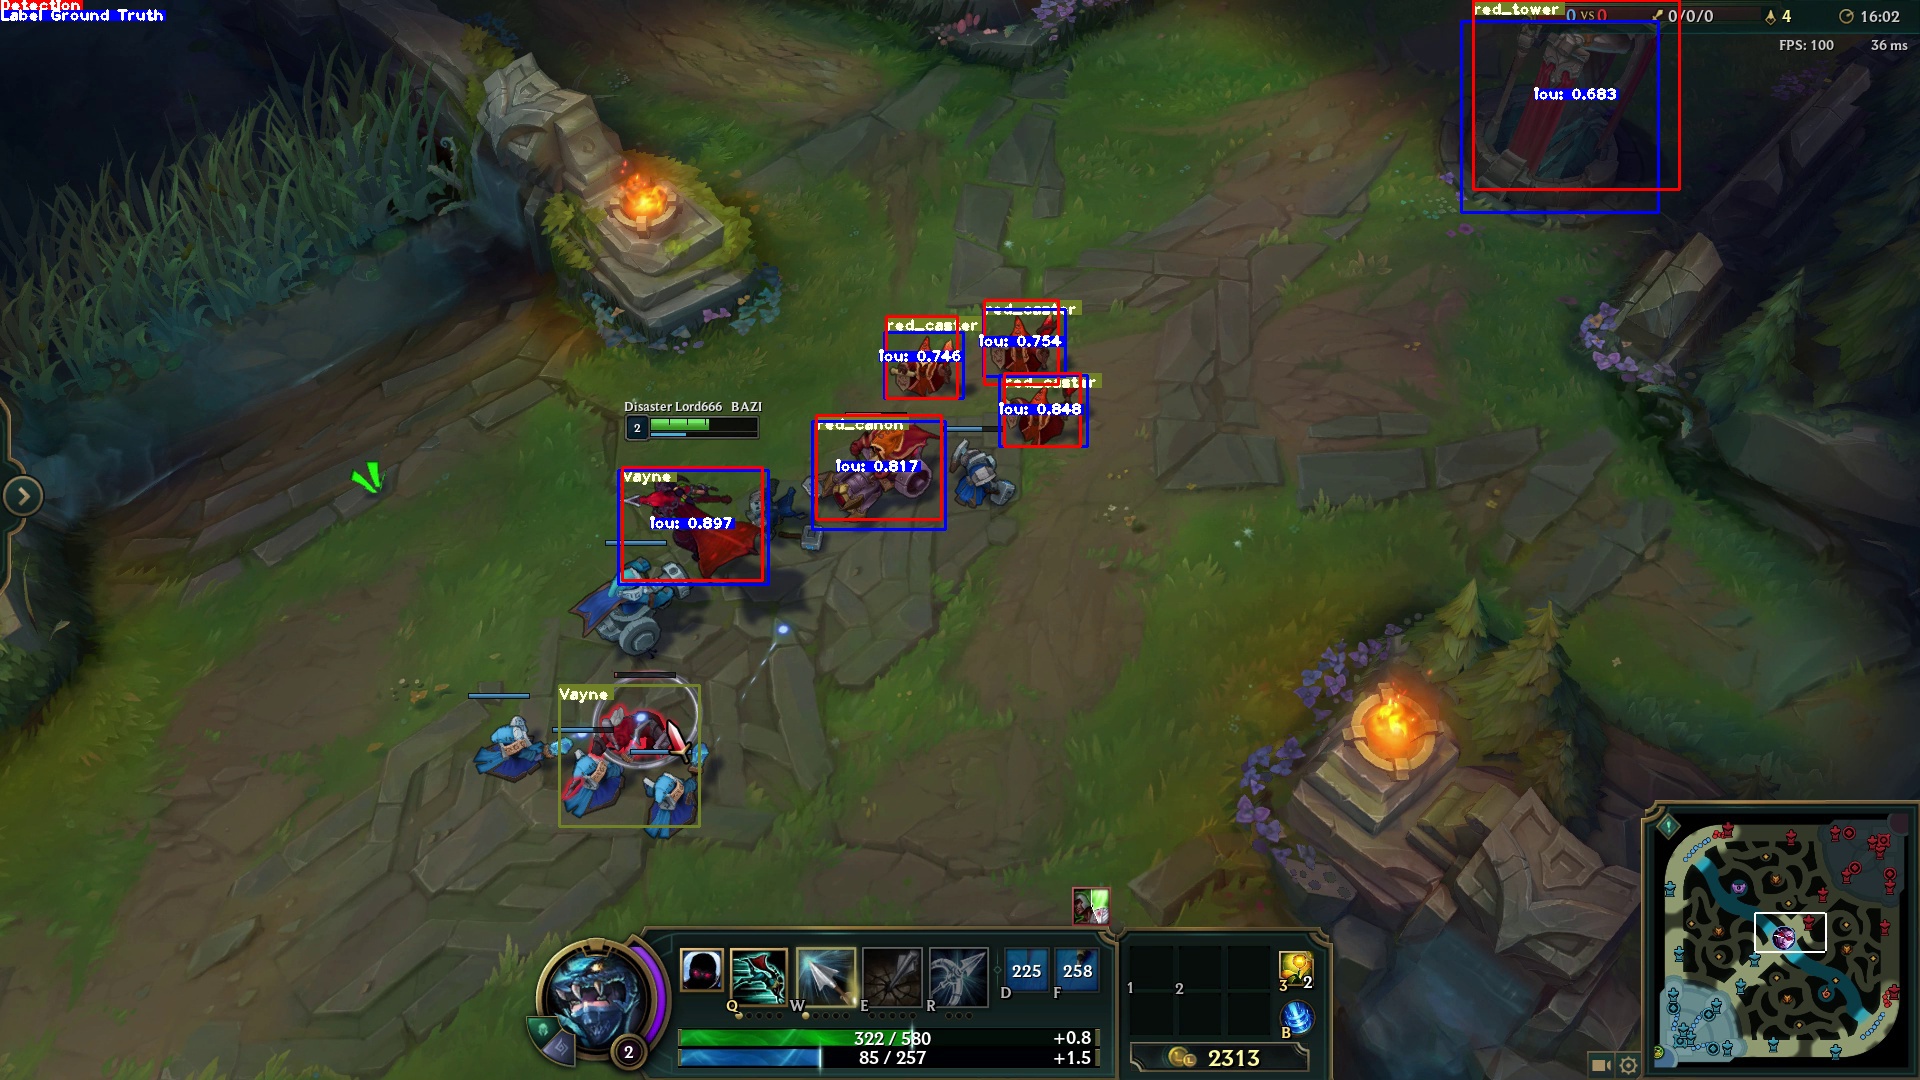 Detection
Label Ground Truth
red_tower
0 vs 0
0/0/0
4
16:02
FPS: 100
36 ms
Iou: 0.683
red_caster
red_caster
Iou: 0.754
Iou: 0.746
red_caster
Iou: 0.848
Disaster Lord666 BAZI
2
red_canon
Iou: 0.817
Vayne
Iou: 0.897
Vayne
Q
W
E
R
225
D
258
F
1
2
3
2
B
322 / 580
+0.8
85 / 257
+1.5
2
2313